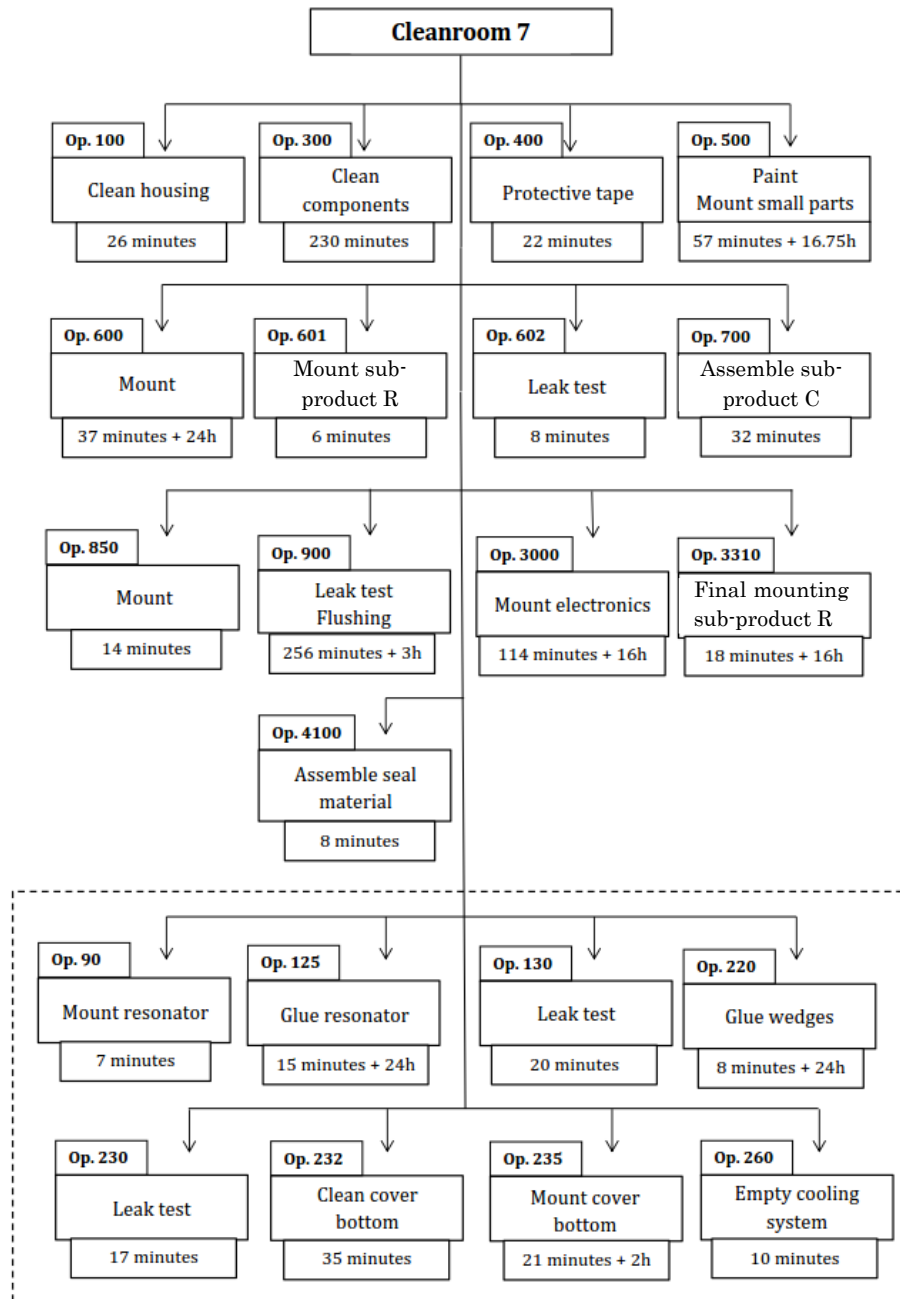 Cleanroom 7
Op. 100
Clean housing
26 minutes
Op. 300
Clean
components
230 minutes
Op. 400
Protective tape
22 minutes
Op. 500
Paint
Mount small parts
57 minutes + 16.75h
Op. 600
Mount
37 minutes + 24h
Op. 601
Mount sub-
product R
6 minutes
Op. 602
Leak test
8 minutes
Op. 700
Assemble sub-
product C
32 minutes
Op. 850
Mount
14 minutes
Op. 900
Leak test
Flushing
256 minutes + 3h
Op. 3000
Mount electronics
114 minutes + 16h
Op. 3310
Final mounting
sub-product R
18 minutes + 16h
Op. 4100
Assemble seal
material
8 minutes
Op. 90
Mount resonator
7 minutes
Op. 125
Glue resonator
15 minutes + 24h
Op. 130
Leak test
20 minutes
Op. 220
Glue wedges
8 minutes + 24h
Op. 230
Leak test
17 minutes
Op. 232
Clean cover
bottom
35 minutes
Op. 235
Mount cover
bottom
21 minutes + 2h
Op. 260
Empty cooling
system
10 minutes